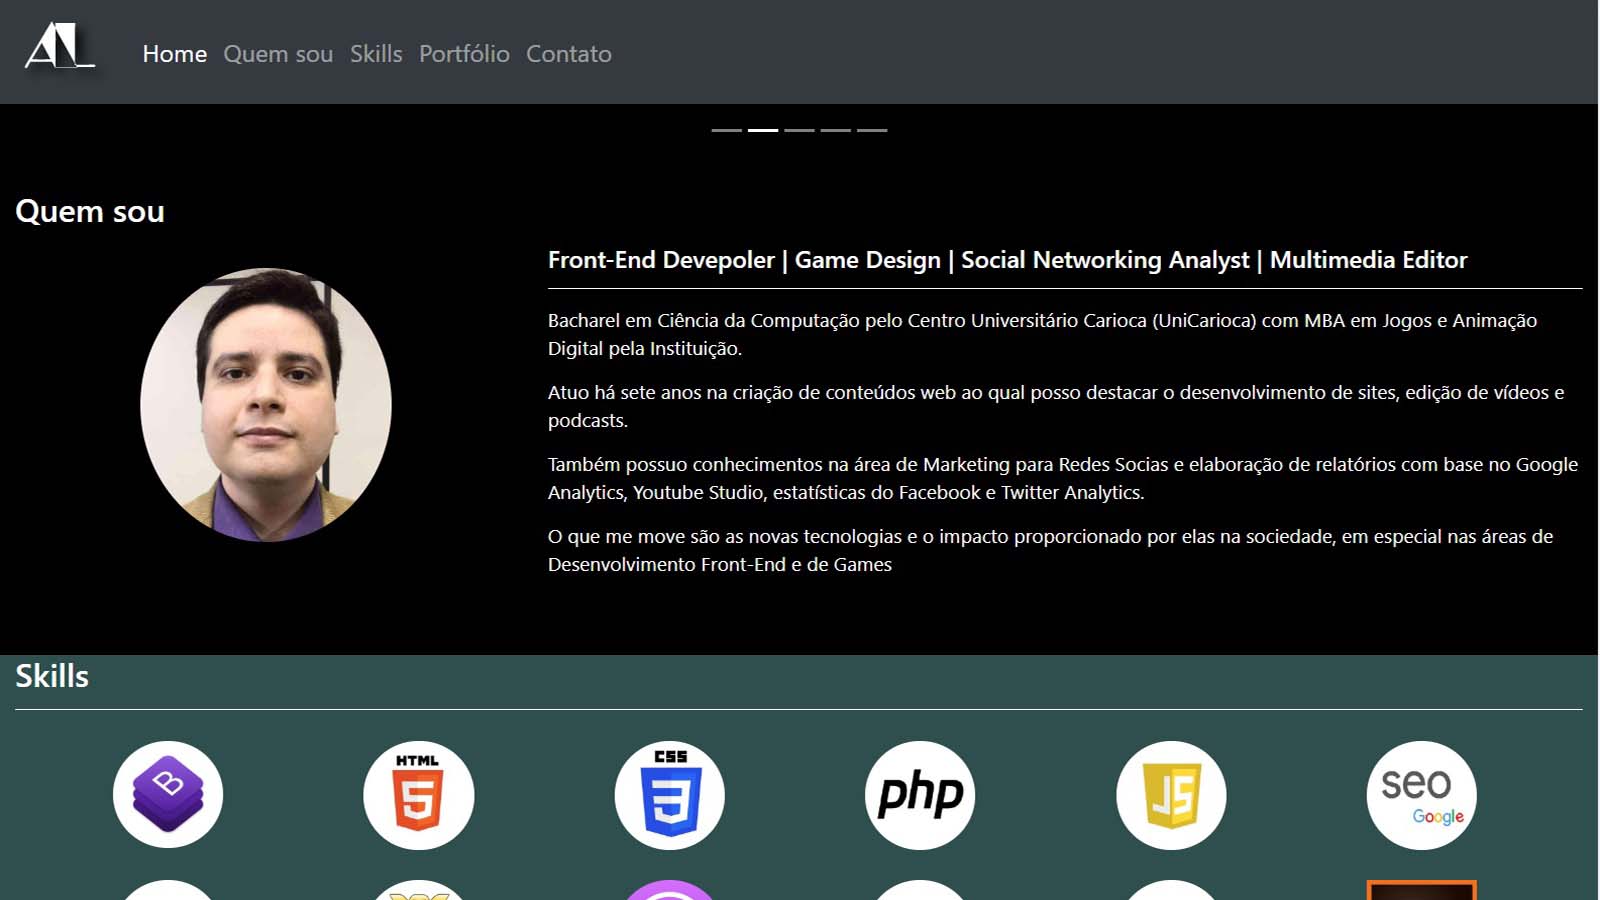 AL
Home Quem sou Skills Portfólio Contato
Quem sou
Front-End Devepoler | Game Design | Social Networking Analyst | Multimedia Editor
Bacharel em Ciência da Computação pelo Centro Universitário Carioca (UniCarioca) com MBA em Jogos e Animação
Digital pela Instituição.
Atuo há sete anos na criação de conteúdos web ao qual posso destacar o desenvolvimento de sites, edição de vídeos e
podcasts.
Também possuo conhecimentos na área de Marketing para Redes Socias e elaboração de relatórios com base no Google
Analytics, Youtube Studio, estatísticas do Facebook e Twitter Analytics.
O que me move são as novas tecnologias e o impacto proporcionado por elas na sociedade, em especial nas áreas de
Desenvolvimento Front-End e de Games
Skills
B HTML 5 CSS 3 php JS seo Google